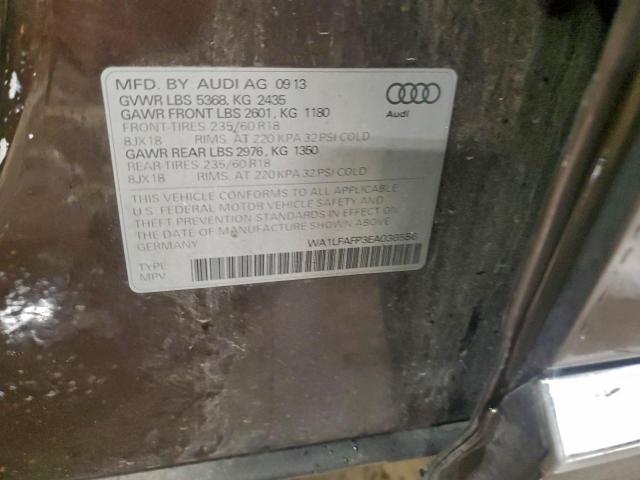 MFD. BY AUDI AG 09 13
GVWR LBS 5368, KG 2435
GAWR FRONT LBS 2601, KG 1180
FRONT-TIRES 235/60 R18
8JX18 RIMS, AT 220 KPA 32 PSI COLD
GAWR REAR LBS 2976, KG 1350
REAR-TIRES 235/60 R18
8JX18 RIMS, AT 220 KPA 32 PSI COLD
Audi
THIS VEHICLE CONFORMS TO ALL APPLICABLE
U.S. FEDERAL MOTOR VEHICLE SAFETY AND
THEFT PREVENTION STANDARDS IN EFFECT ON
THE DATE OF MANUFACTURE SHOWN ABOVE
GERMANY
WA1LFAFP3EA036586
TYPE:
MPV